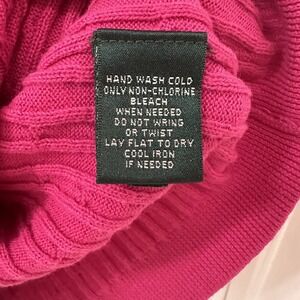 HAND WASH COLD
ONLY NON-CHLORINE
BLEACH
WHEN NEEDED
DO NOT WRING
OR TWIST
LAY FLAT TO DRY
COOL IRON
IF NEEDED